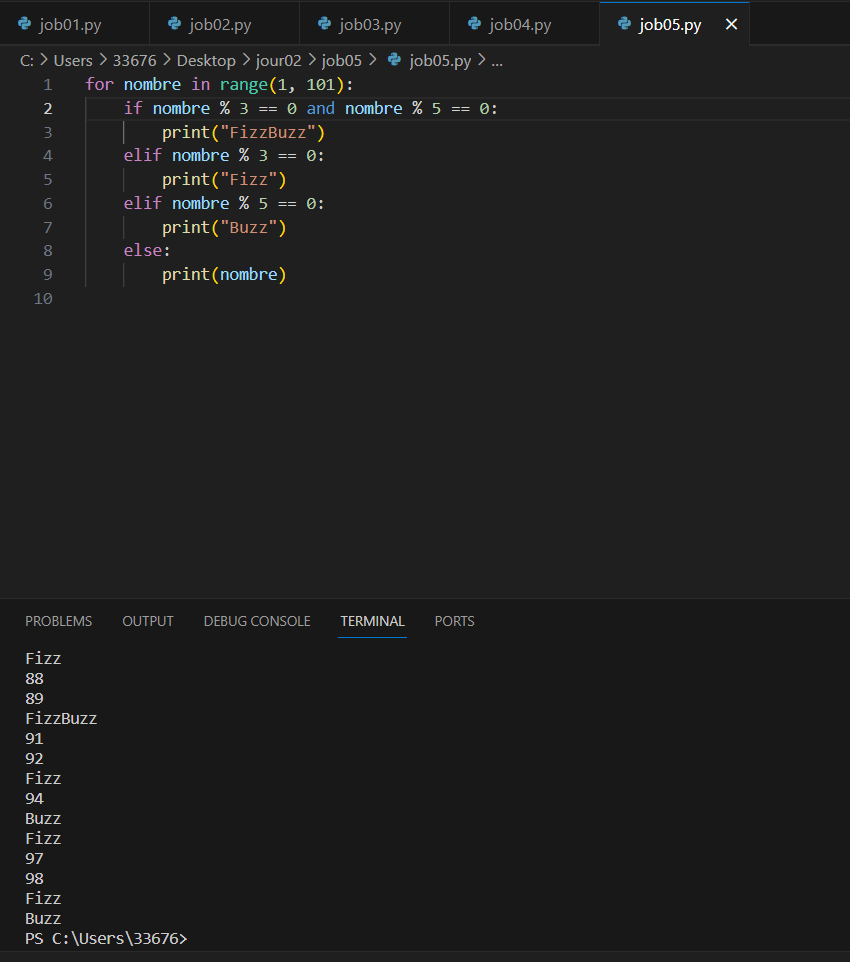 job01.py job02.py job03.py job04.py job05.py
C: > Users > 33676 > Desktop > jour02 > job05 > job05.py > ...
1 for nombre in range(1, 101):
2     if nombre % 3 == 0 and nombre % 5 == 0:
3         print("FizzBuzz")
4     elif nombre % 3 == 0:
5         print("Fizz")
6     elif nombre % 5 == 0:
7         print("Buzz")
8     else:
9         print(nombre)
10
PROBLEMS OUTPUT DEBUG CONSOLE TERMINAL PORTS
Fizz
88
89
FizzBuzz
91
92
Fizz
94
Buzz
Fizz
97
98
Fizz
Buzz
PS C:\Users\33676>